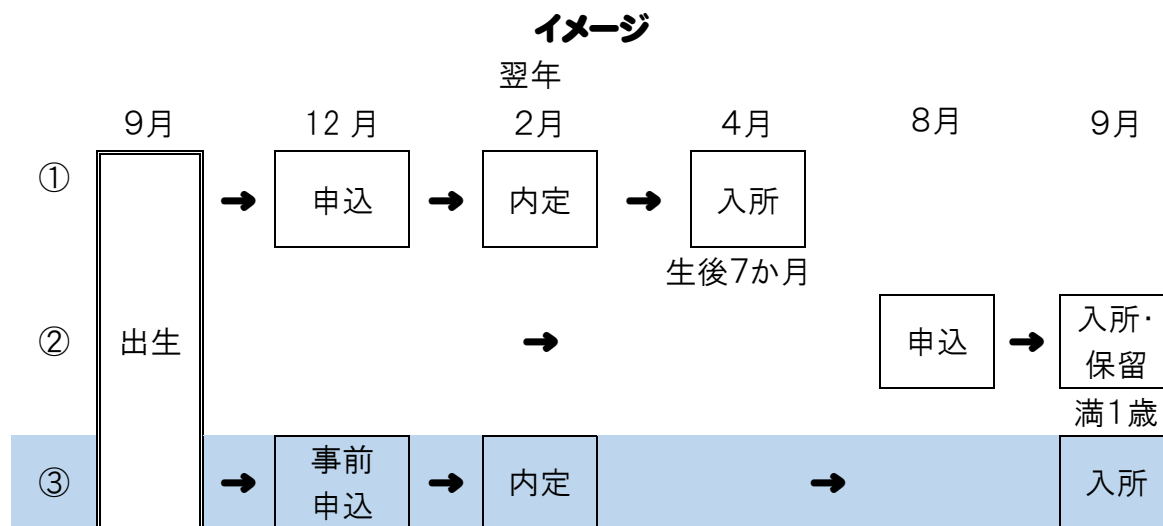 イメージ
翌年
9月 12月 2月 4月 8月 9月
① 申込 内定 入所
生後7か月
② 出生 申込 入所・
保留
満1歳
③ 事前
申込 内定 入所